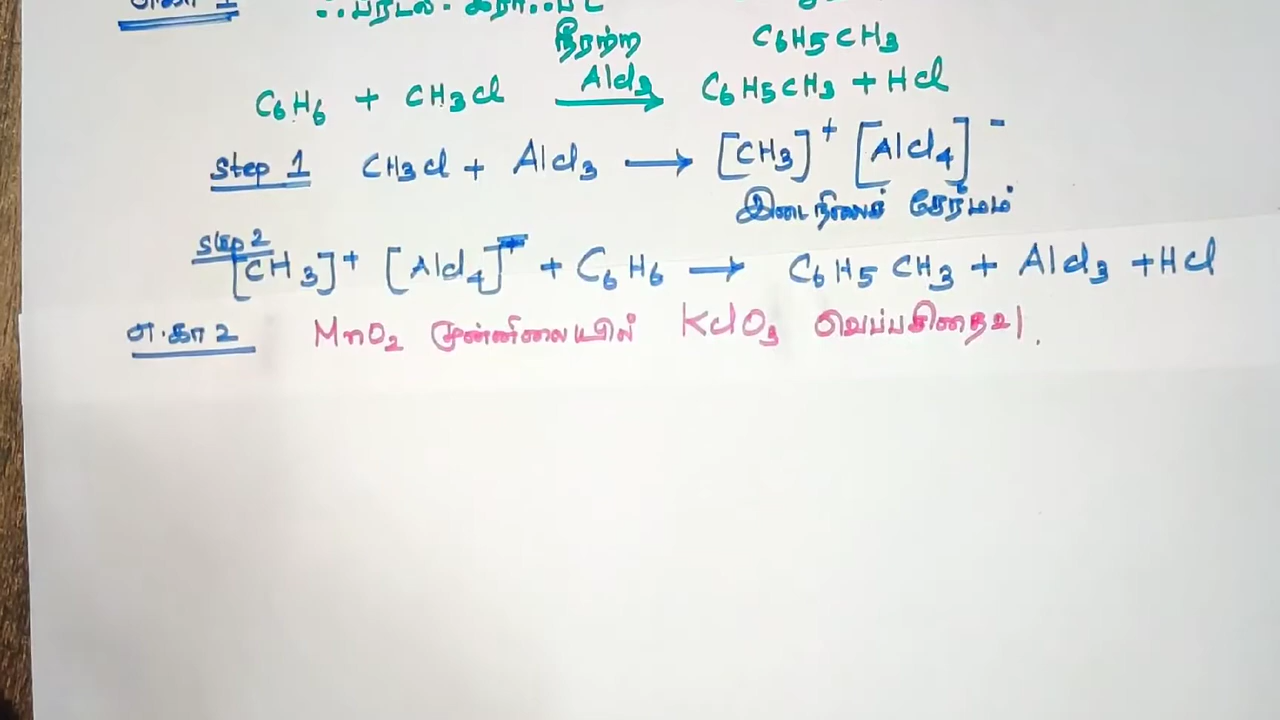 நீரற்ற C6H5CH3
C6H6 + CH3Cl AlCl3 → C6H5CH3 + HCl
Step 1 CH3Cl + AlCl3 → [CH3]+ [AlCl4]-
இடைநிலைச் சேர்மம்
Step 2
[CH3]+ [AlCl4] + C6H6 → C6H5CH3 + AlCl3 + HCl
எ.கா 2 MnO2 முன்னிலையில் KClO3 வெப்பசிதைவு.